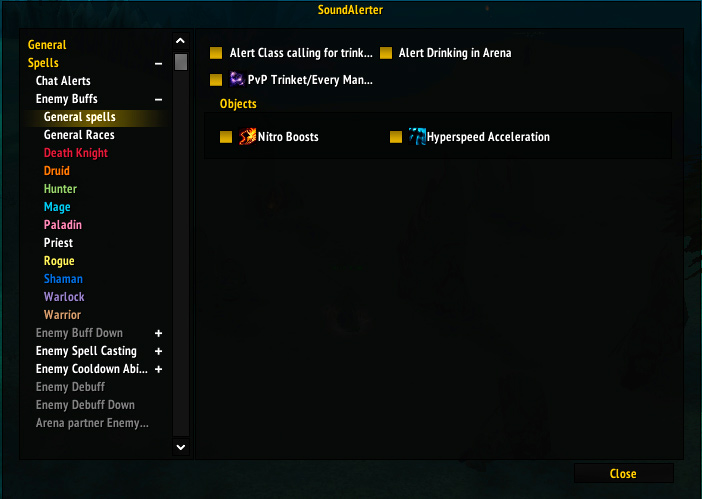 SoundAlerter
General
Spells
Chat Alerts
Enemy Buffs
General spells
General Races
Death Knight
Druid
Hunter
Mage
Paladin
Priest
Rogue
Shaman
Warlock
Warrior
Enemy Buff Down
Enemy Spell Casting
Enemy Cooldown Abi...
Enemy Debuff
Enemy Debuff Down
Arena partner Enemy...
Alert Class calling for trink...
Alert Drinking in Arena
PvP Trinket/Every Man...
Objects
Nitro Boosts
Hyperspeed Acceleration
Close